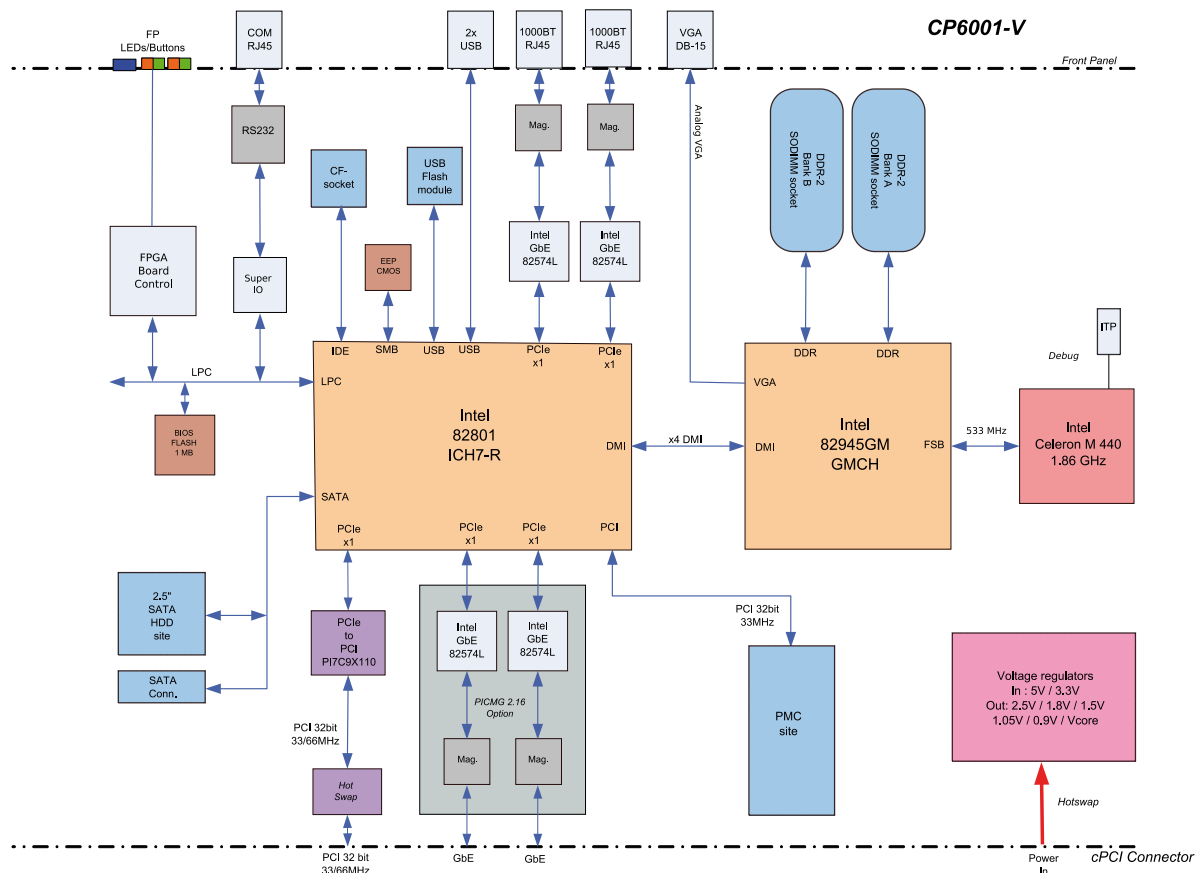 CP6001-V
FP
LEDs/Buttons
COM
RJ45
2x
USB
1000BT
RJ45
1000BT
RJ45
VGA
DB-15
Front Panel
RS232
Mag.
Mag.
Analog VGA
DDR-2
Bank B
SODIMM socket
DDR-2
Bank A
SODIMM socket
CF-
socket
USB
Flash
module
FPGA
Board
Control
Super
IO
EEP
CMOS
Intel
GbE
82574L
Intel
GbE
82574L
ITP
Debug
IDE
SMB
USB
USB
PCIe
x1
PCIe
x1
DDR
DDR
LPC
LPC
VGA
BIOS
FLASH
1 MB
Intel
82801
ICH7-R
DMI
x4 DMI
DMI
Intel
82945GM
GMCH
FSB
533 MHz
Intel
Celeron M 440
1.86 GHz
SATA
PCIe
x1
PCIe
x1
PCIe
x1
PCI
2.5"
SATA
HDD
site
SATA
Conn.
PCIe
to
PCI
PI7C9X110
Intel
GbE
82574L
Intel
GbE
82574L
PCI 32bit
33MHz
PICMG 2.16
Option
PCI 32bit
33/66MHz
Mag.
Mag.
PMC
site
Voltage regulators
In : 5V / 3.3V
Out: 2.5V / 1.8V / 1.5V
1.05V / 0.9V / Vcore
Hot
Swap
Hotswap
PCI 32 bit
33/66MHz
GbE
GbE
Power
In
cPCI Connector